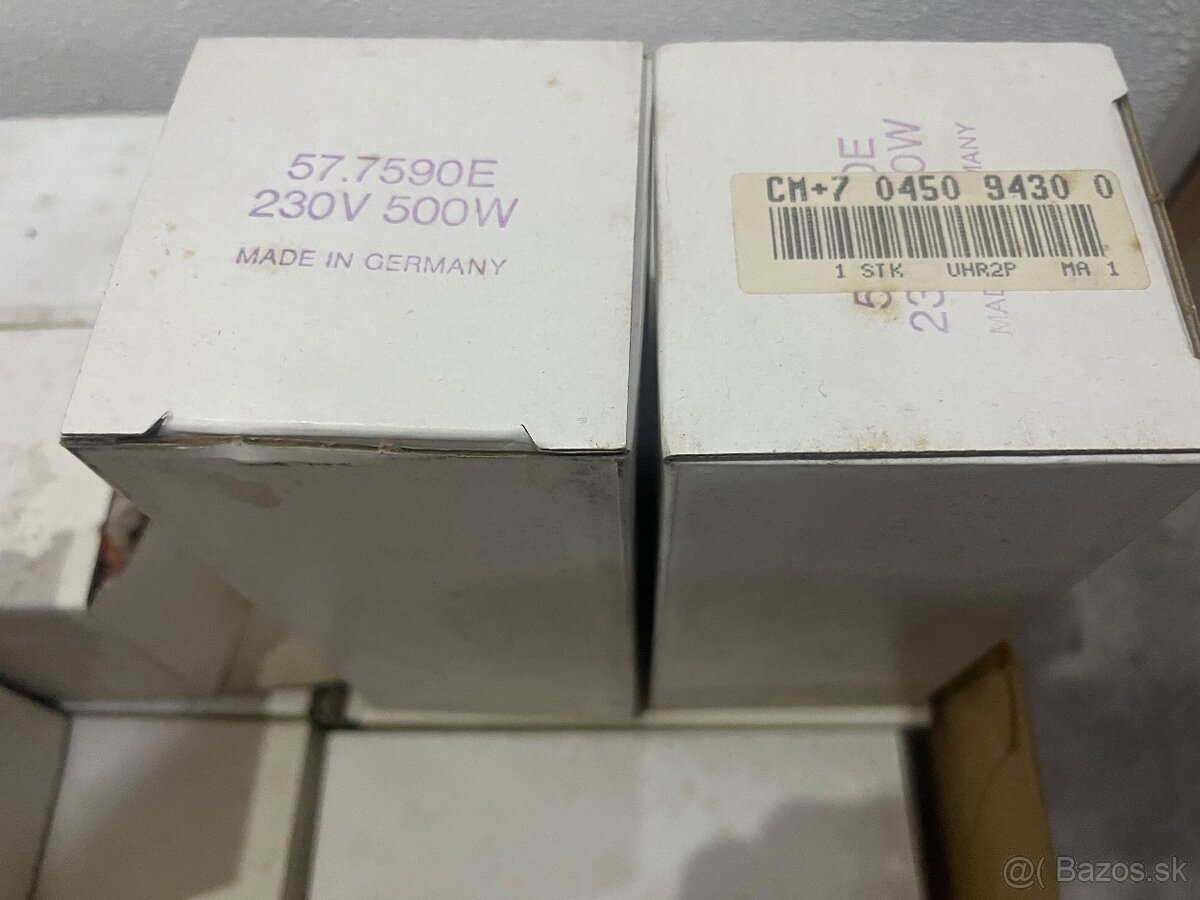 57.7590E
230V 500W
MADE IN GERMANY
CM+7 0450 9430 0
1 STK UHR2P MA 1
@( Bazos.sk